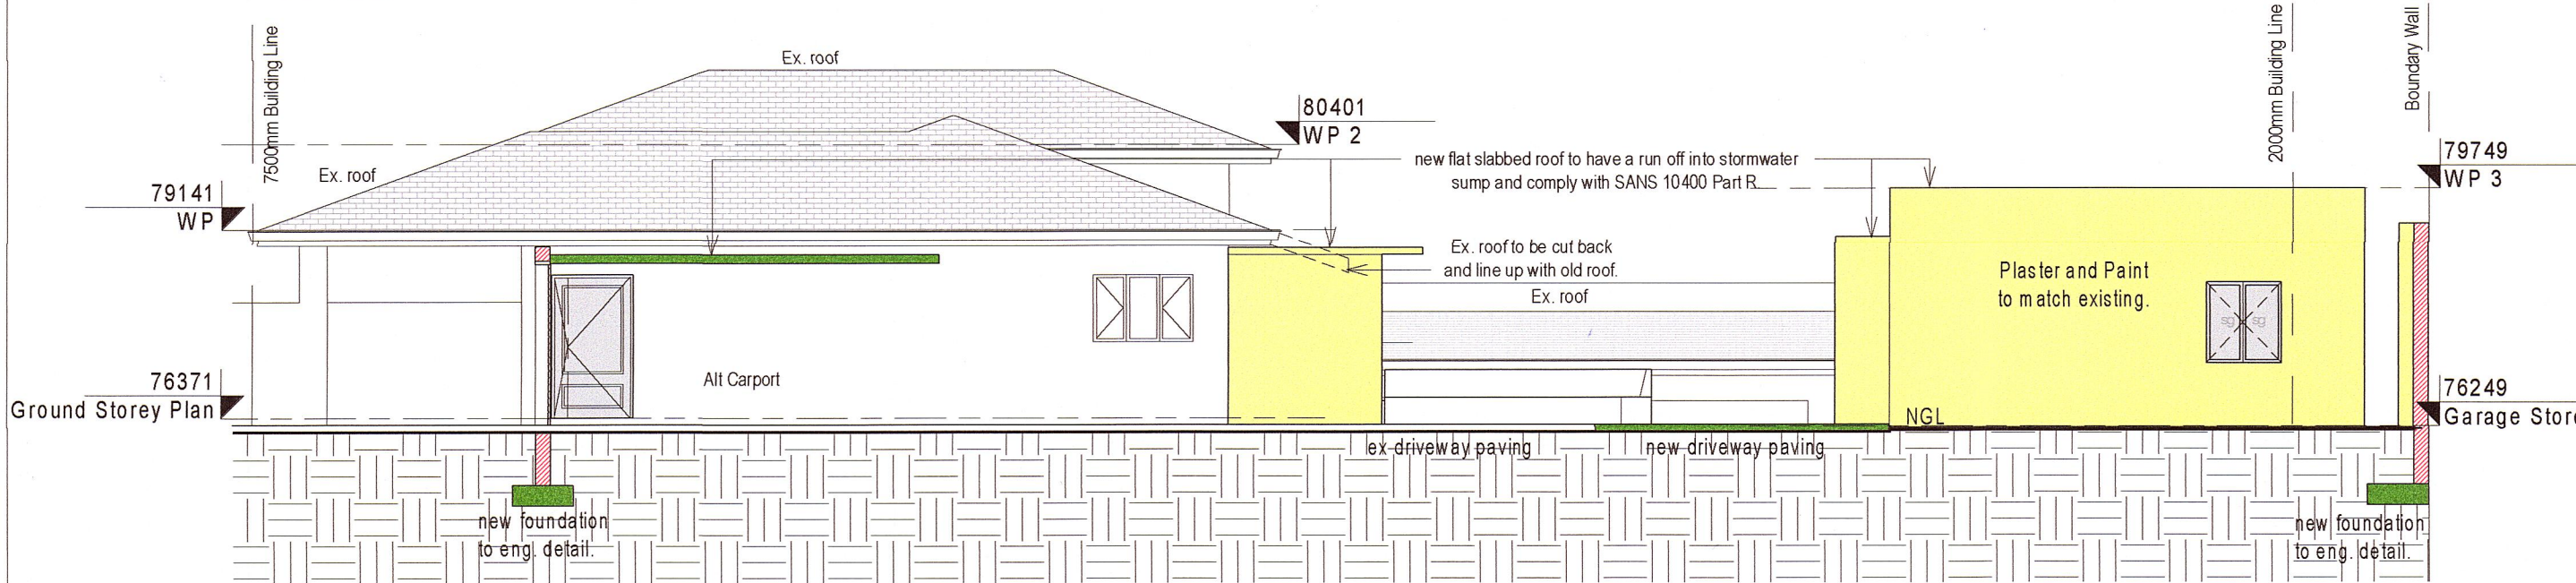 7500mm Building Line
Ex. roof
80401
WP 2
2000mm Building Line
Boundary Wall
Ex. roof
79141
WP
new flat slabbed roof to have a run off into stormwater
sump and comply with SANS 10400 Part R.
79749
WP 3
Ex. roof to be cut back
and line up with old roof.
Ex. roof
Plaster and Paint
to match existing.
sg sg
76371
Ground Storey Plan
Alt Carport
NGL
76249
Garage Store
ex driveway paving
new driveway paving
new foundation
to eng. detail.
new foundation
to eng. detail.